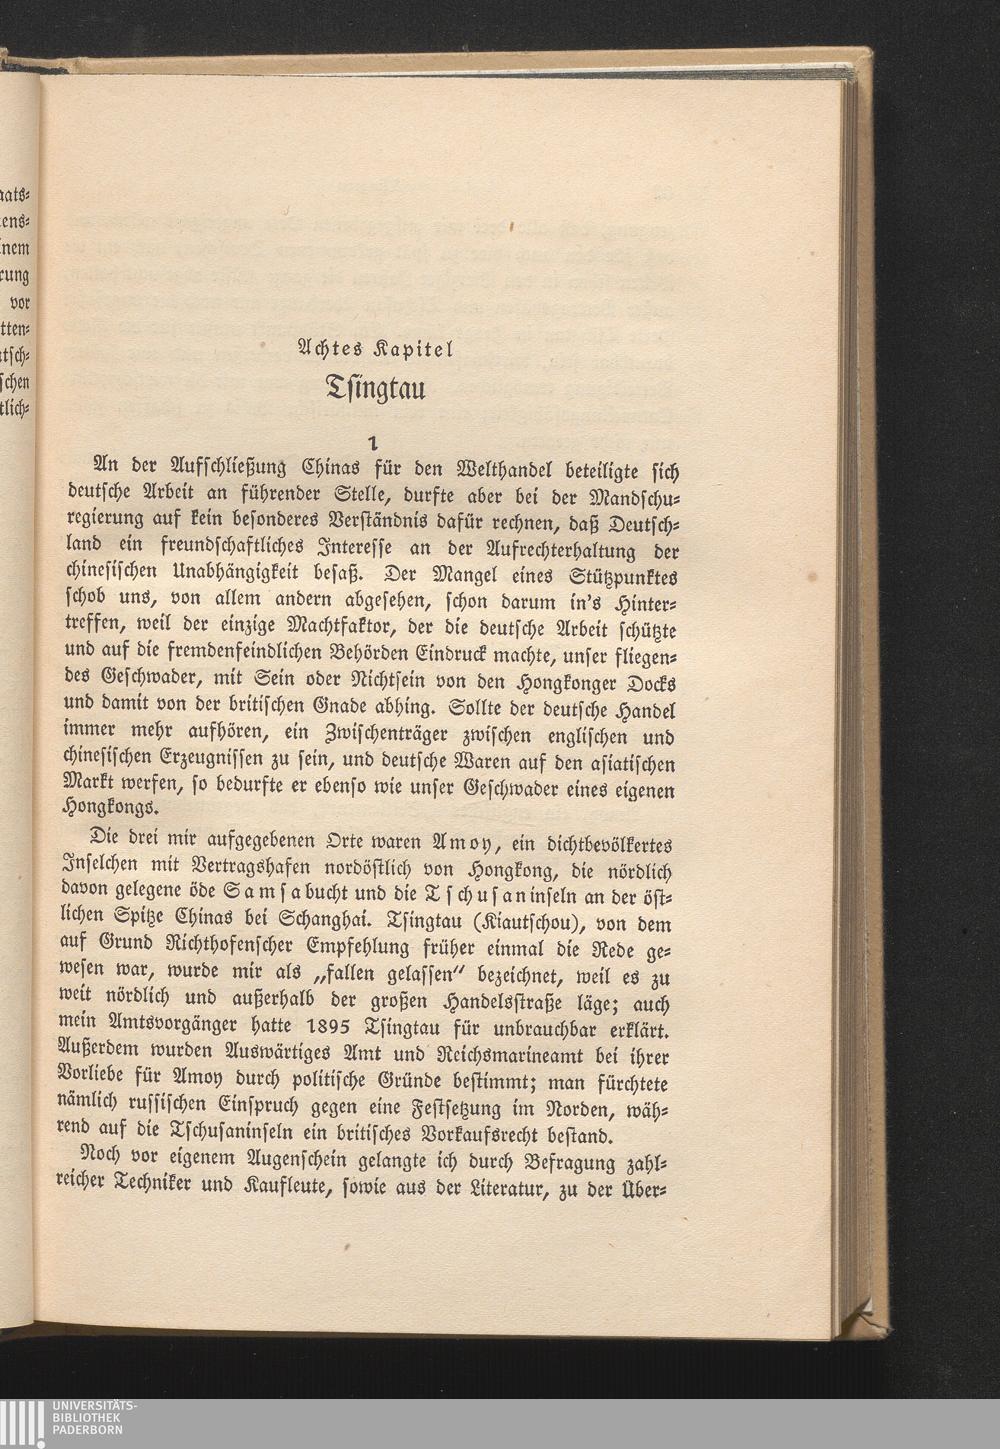 aats-
ens-
inem
rung
vor
tten-
utsch-
schen
tlich-
Achtes Kapitel
Tsingtau
1
An der Aufschließung Chinas für den Welthandel beteiligte sich
deutsche Arbeit an führender Stelle, durfte aber bei der Mandschu-
regierung auf kein besonderes Verständnis dafür rechnen, daß Deutsch-
land ein freundschaftliches Interesse an der Aufrechterhaltung der
chinesischen Unabhängigkeit besaß. Der Mangel eines Stützpunktes
schob uns, von allem andern abgesehen, schon darum in's Hinter-
treffen, weil der einzige Machtfaktor, der die deutsche Arbeit schützte
und auf die fremdenfeindlichen Behörden Eindruck machte, unser fliegen-
des Geschwader, mit Sein oder Nichtsein von den Hongkonger Docks
und damit von der britischen Gnade abhing. Sollte der deutsche Handel
immer mehr aufhören, ein Zwischenträger zwischen englischen und
chinesischen Erzeugnissen zu sein, und deutsche Waren auf den asiatischen
Markt werfen, so bedurfte er ebenso wie unser Geschwader eines eigenen
Hongkongs.
Die drei mir aufgegebenen Orte waren Amoy, ein dichtbevölkertes
Inselchen mit Vertragshafen nordöstlich von Hongkong, die nördlich
davon gelegene öde Samsabucht und die Tschusaninseln an der öst-
lichen Spitze Chinas bei Schanghai. Tsingtau (Kiautschou), von dem
auf Grund Richthofenscher Empfehlung früher einmal die Rede ge-
wesen war, wurde mir als „fallen gelassen“ bezeichnet, weil es zu
weit nördlich und außerhalb der großen Handelsstraße läge; auch
mein Amtsvorgänger hatte 1895 Tsingtau für unbrauchbar erklärt.
Außerdem wurden Auswärtiges Amt und Reichsmarineamt bei ihrer
Vorliebe für Amoy durch politische Gründe bestimmt; man fürchtete
nämlich russischen Einspruch gegen eine Festsetzung im Norden, wäh-
rend auf die Tschusaninseln ein britisches Vorkaufsrecht bestand.
Noch vor eigenem Augenschein gelangte ich durch Befragung zahl-
reicher Techniker und Kaufleute, sowie aus der Literatur, zu der Über-
UNIVERSITÄTS-
BIBLIOTHEK
PADERBORN